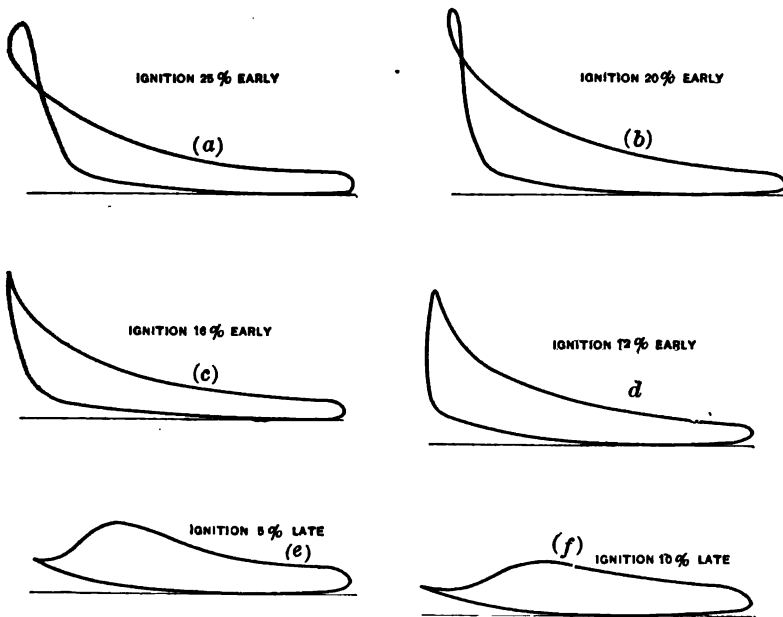 IGNITION 25% EARLY
(a)
IGNITION 20% EARLY
(b)
IGNITION 16% EARLY
(c)
IGNITION 12% EARLY
d
IGNITION 5% LATE
(e)
(f)
IGNITION 10% LATE